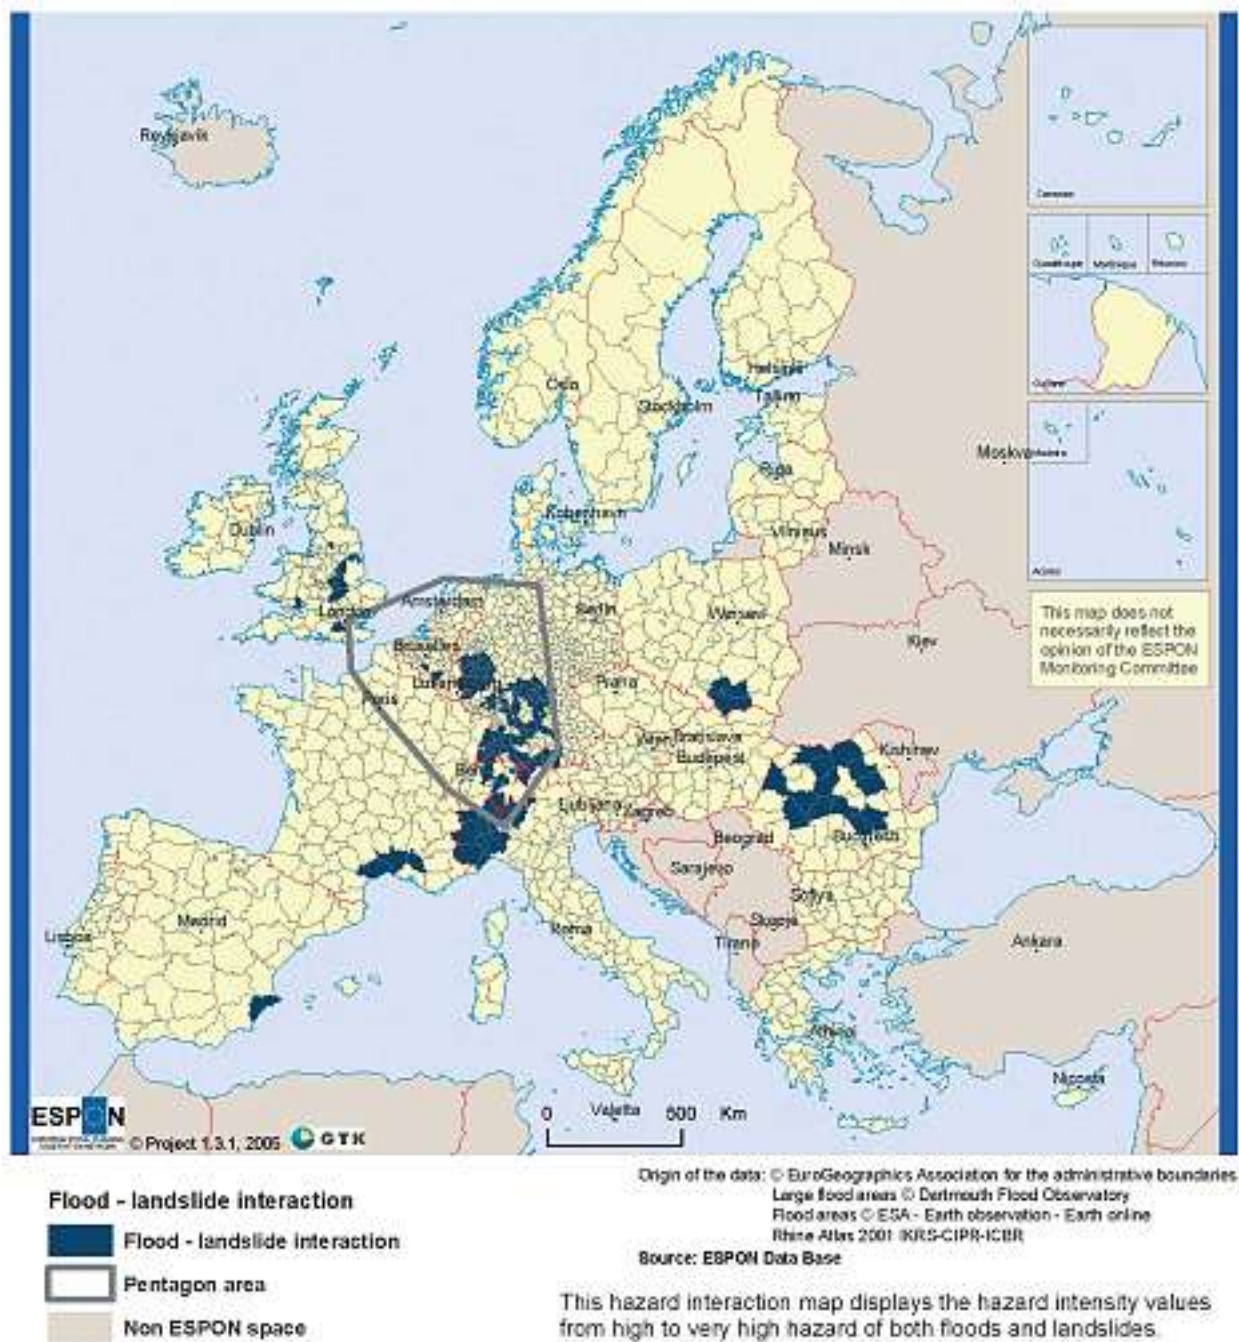 Reykjavik
Canarias
Guadeloupe
Martinique
Réunion
Guyane
Helsinki
Oslo
Tallinn
Stockholm
Moskva
Madeira
Riga
Dublin
København
Vilnius
Minsk
Acores
London
Amsterdam
Berlin
Warszawa
This map does not
necessarily reflect the
opinion of the ESPON
Monitoring Committee
Kiev
Bruxelles
Luxembourg
Paris
Praha
Wien
Bratislava
Budapest
Kishinev
Bern
Ljubljana
Zagreb
Beograd
Bucuresti
Sarajevo
Sofiya
Madrid
Skopje
Lisboa
Roma
Tirane
Ankara
Athinai
Nicosia
ESPON
© Project 1.3.1, 2005
GTK
Valletta
0 500 Km
Origin of the data: © EuroGeographics Association for the administrative boundaries
Large flood areas © Dartmouth Flood Observatory
Flood areas © ESA - Earth observation - Earth online
Rhine Atlas 2001 IKRS-CIPR-ICBR
Source: ESPON Data Base
Flood - landslide interaction
Flood - landslide interaction
Pentagon area
Non ESPON space
This hazard interaction map displays the hazard intensity values
from high to very high hazard of both floods and landslides